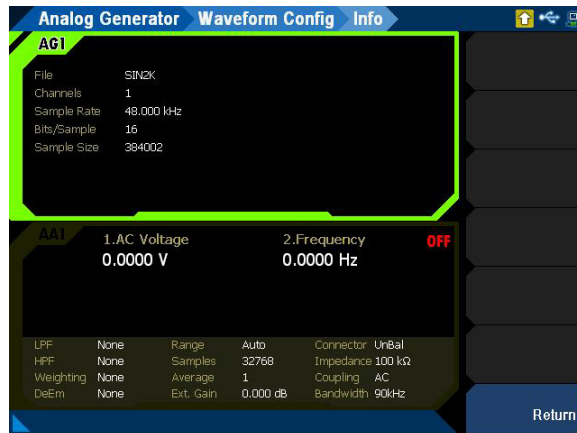 Analog Generator Waveform Config Info
AG1
File SIN2K
Channels 1
Sample Rate 48.000 kHz
Bits/Sample 16
Sample Size 384002
AA1
1.AC Voltage 2.Frequency OFF
0.0000 V 0.0000 Hz
LPF None Range Auto Connector UnBal
HPF None Samples 32768 Impedance 100 kΩ
Weighting None Average 1 Coupling AC
DeEm None Ext. Gain 0.000 dB Bandwidth 90kHz
Return